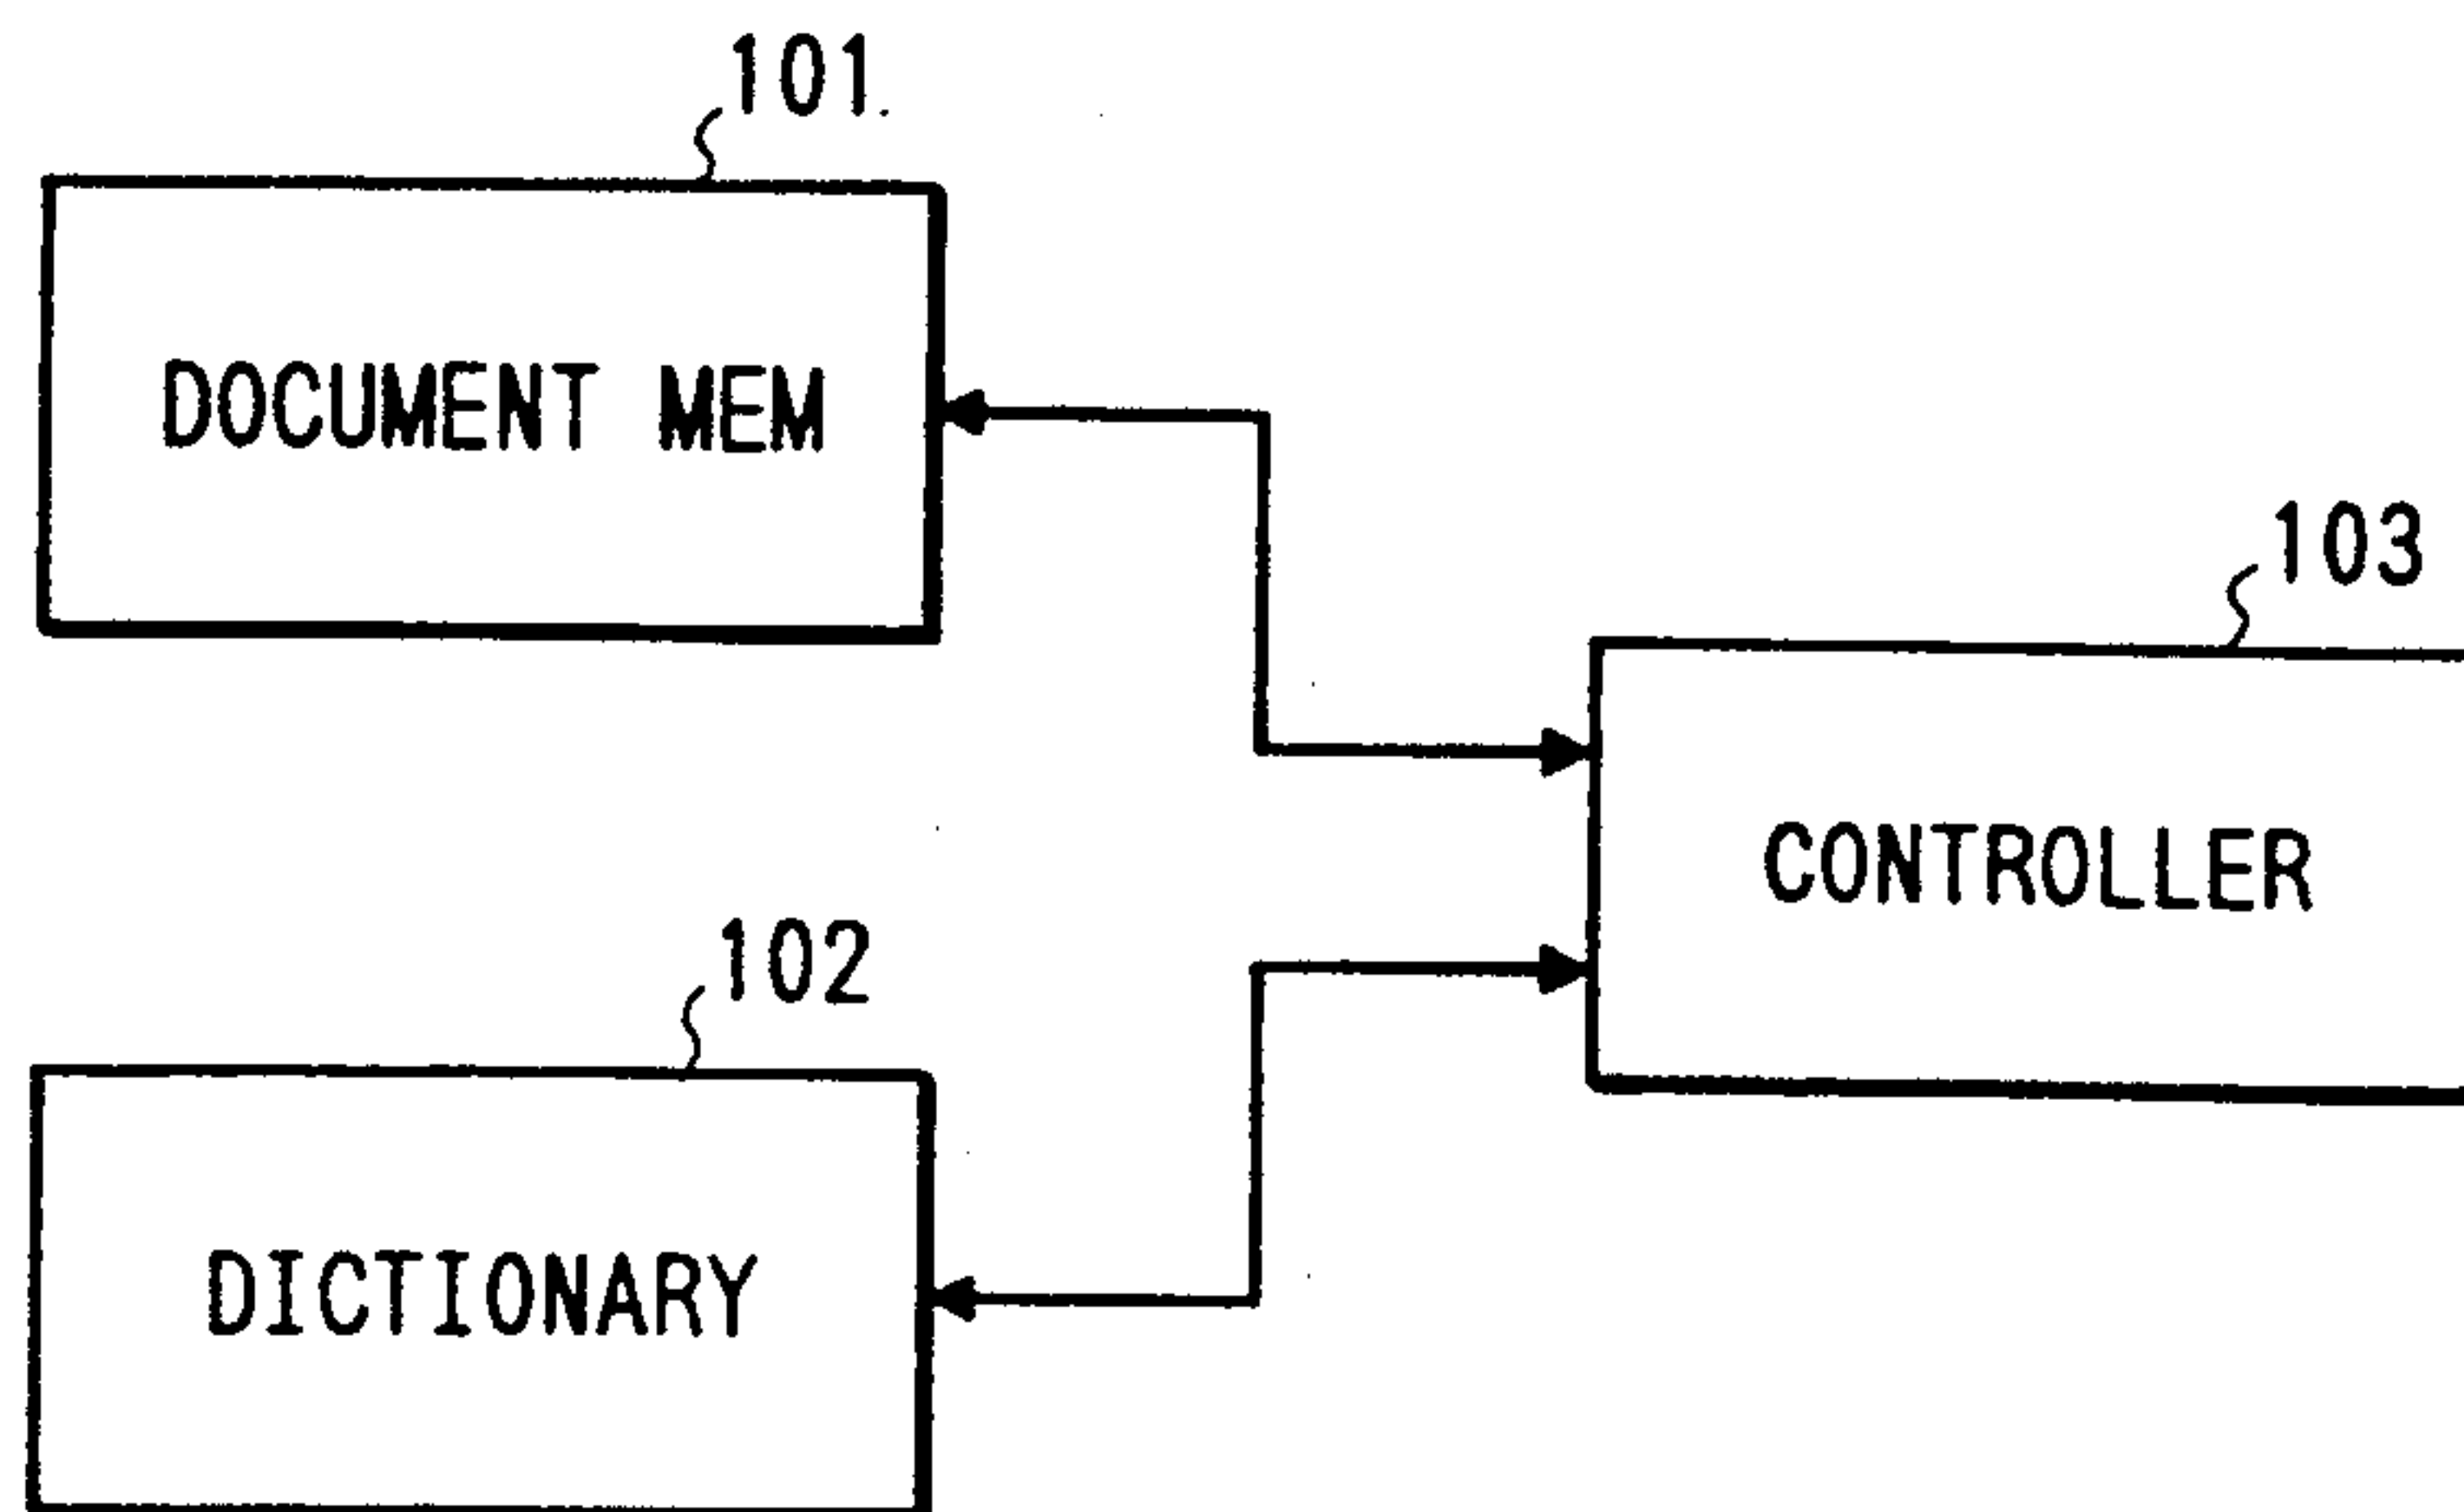 101.
DOCUMENT MEM
103
CONTROLLER
102
DICTIONARY